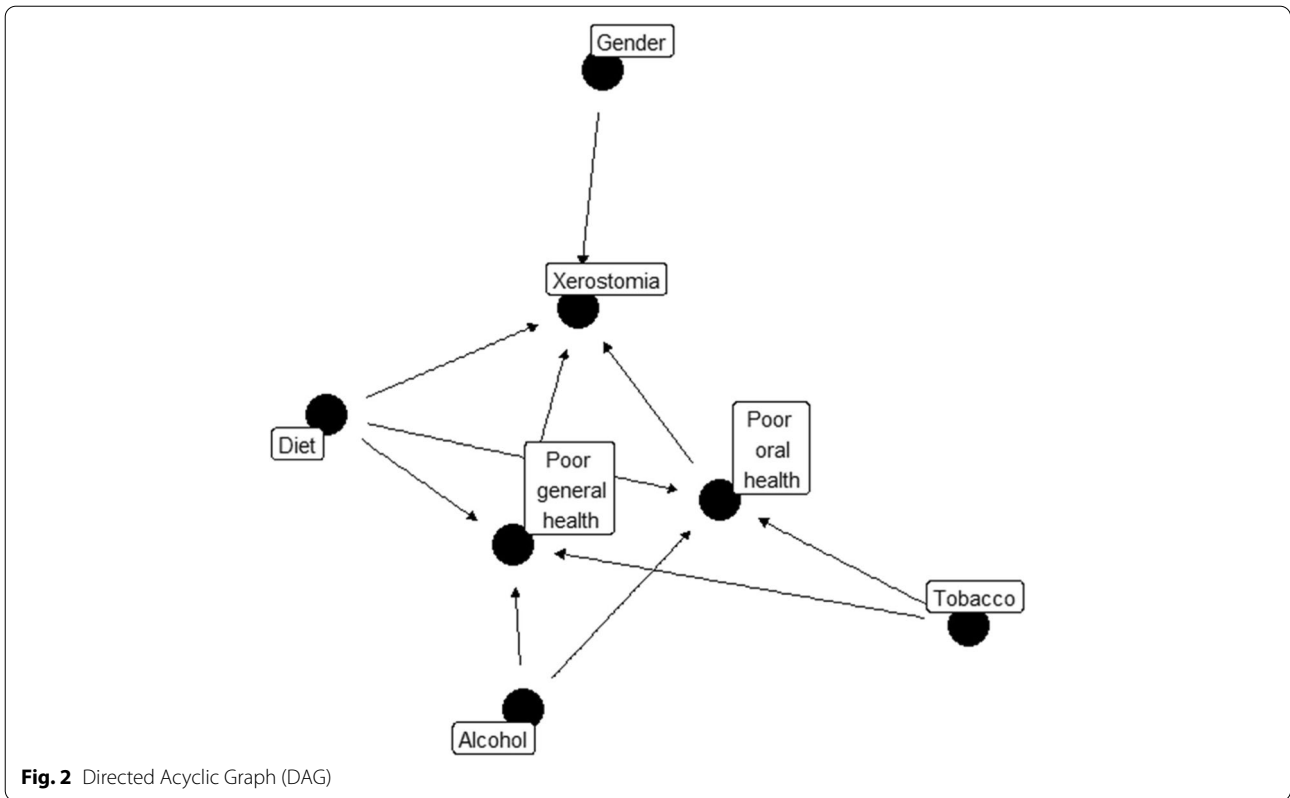 Gender
Xerostomia
Diet
Poor
general
health
Poor
oral
health
Tobacco
Alcohol
Fig. 2 Directed Acyclic Graph (DAG)